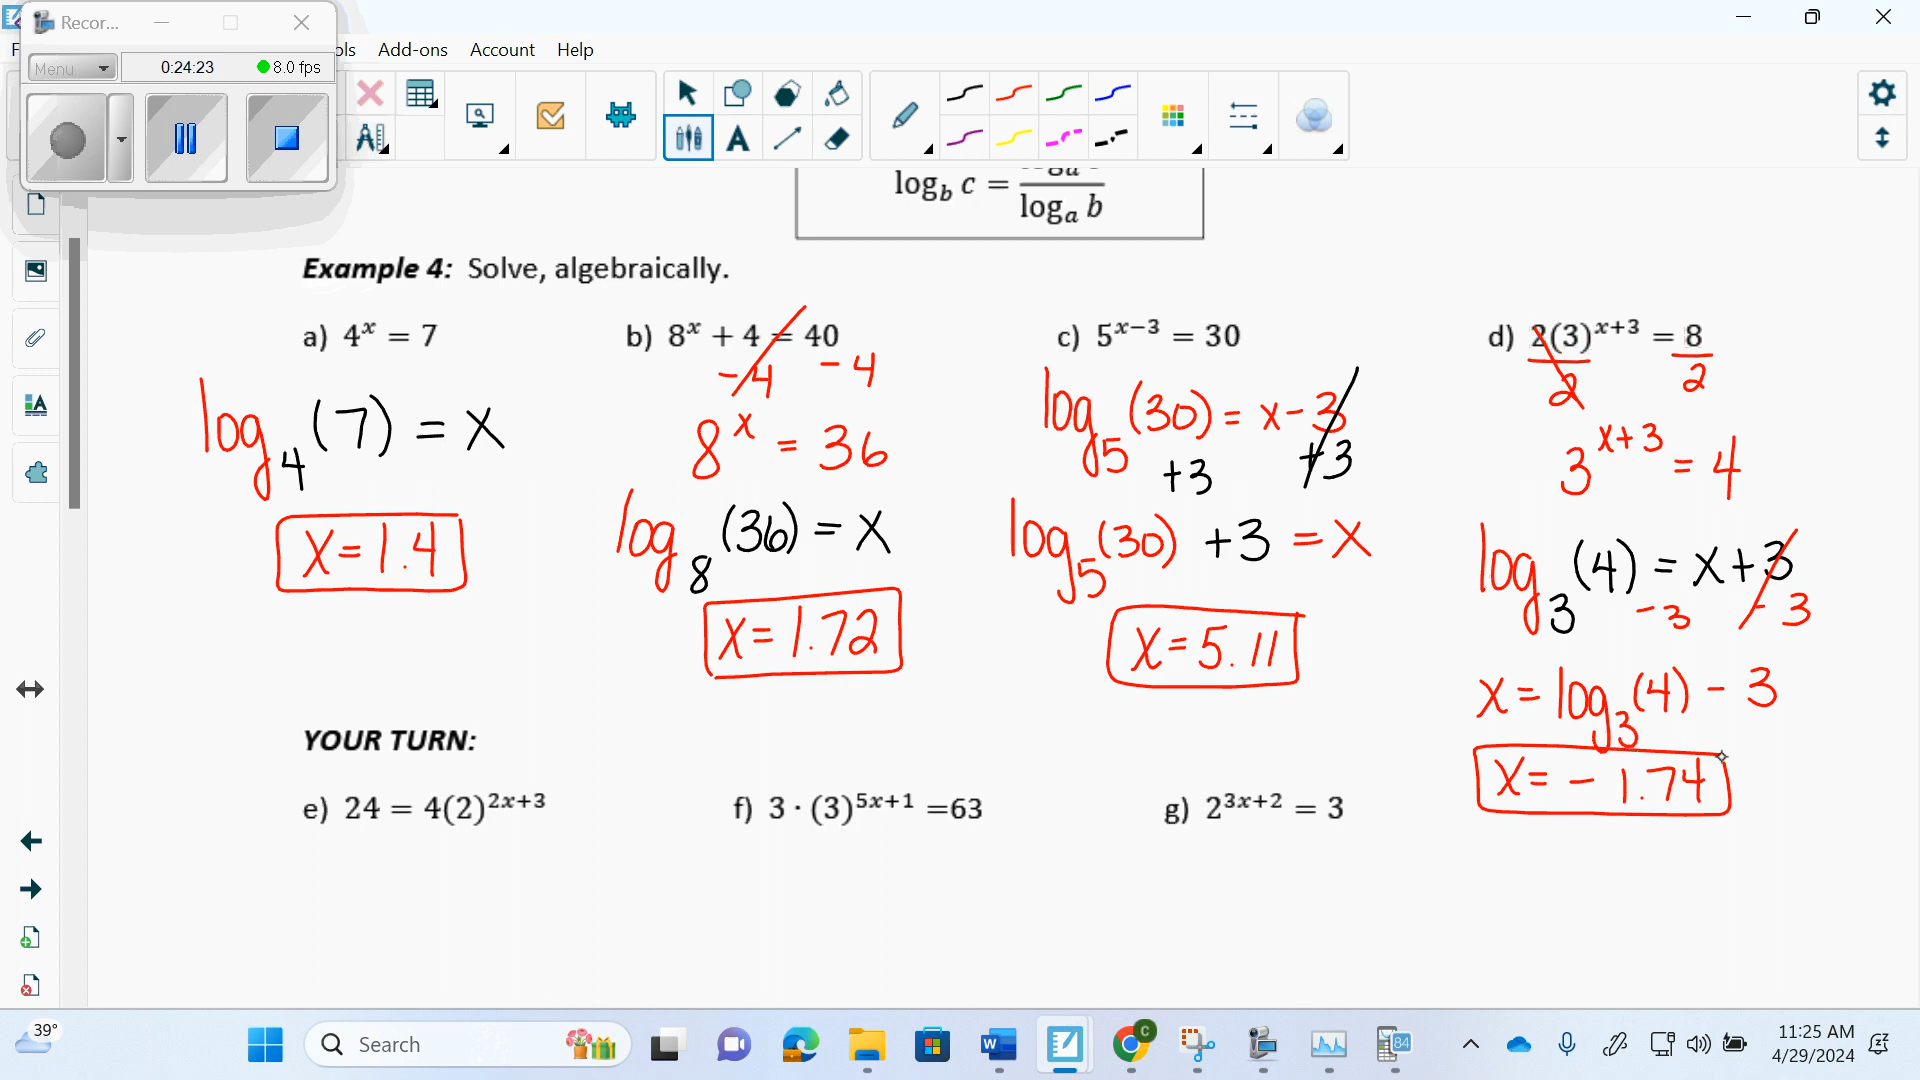 Recor...
Menu 0:24:23 8.0 fps
Add-ons Account Help
log_b c = / log_a b
Example 4: Solve, algebraically.
a) 4^x = 7
log_4 (7) = x
x = 1.4
b) 8^x + 4 = 40
-4 -4
8^x = 36
log_8 (36) = x
x = 1.72
c) 5^{x-3} = 30
log_5 (30) = x - 3
+3 +3
log_5 (30) + 3 = x
x = 5.11
d) 2(3)^{x+3} = 8
2 2
3^{x+3} = 4
log_3 (4) = x + 3
-3 -3
x = log_3 (4) - 3
x = - 1.74
YOUR TURN:
e) 24 = 4(2)^{2x+3}
f) 3 · (3)^{5x+1} =63
g) 2^{3x+2} = 3
39°
Search
W
C
84
11:25 AM
4/29/2024